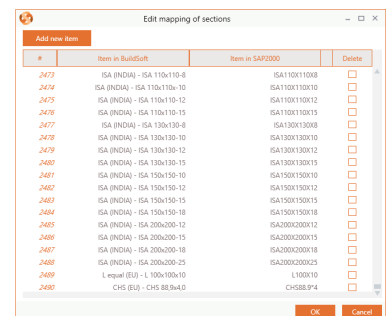 Edit mapping of sections
Add new item
# Item in BuildSoft Item in SAP2000 Delete
2473 ISA (INDIA) - ISA 110x110-8 ISA110X110X8
2474 ISA (INDIA) - ISA 110x110x-10 ISA110X110X10
2475 ISA (INDIA) - ISA 110x110-12 ISA110X110X12
2476 ISA (INDIA) - ISA 110x110-15 ISA110X110X15
2477 ISA (INDIA) - ISA 130x130-8 ISA130X130X8
2478 ISA (INDIA) - ISA 130x130-10 ISA130X130X10
2479 ISA (INDIA) - ISA 130x130-12 ISA130X130X12
2480 ISA (INDIA) - ISA 130x130-15 ISA130X130X15
2481 ISA (INDIA) - ISA 150x150-10 ISA150X150X10
2482 ISA (INDIA) - ISA 150x150-12 ISA150X150X12
2483 ISA (INDIA) - ISA 150x150-15 ISA150X150X15
2484 ISA (INDIA) - ISA 150x150-18 ISA150X150X18
2485 ISA (INDIA) - ISA 200x200-12 ISA200X200X12
2486 ISA (INDIA) - ISA 200x200-15 ISA200X200X15
2487 ISA (INDIA) - ISA 200x200-18 ISA200X200X18
2488 ISA (INDIA) - ISA 200x200-25 ISA200X200X25
2489 L equal (EU) - L 100x100x10 L100X10
2490 CHS (EU) - CHS 88,9x4,0 CHS88.9*4
OK Cancel